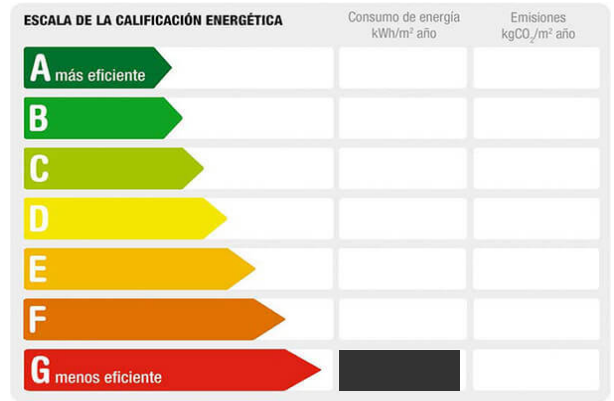 ESCALA DE LA CALIFICACIÓN ENERGÉTICA
Consumo de energía
kWh/m² año
Emisiones
kgCO₂/m² año
A más eficiente
B
C
D
E
F
G menos eficiente